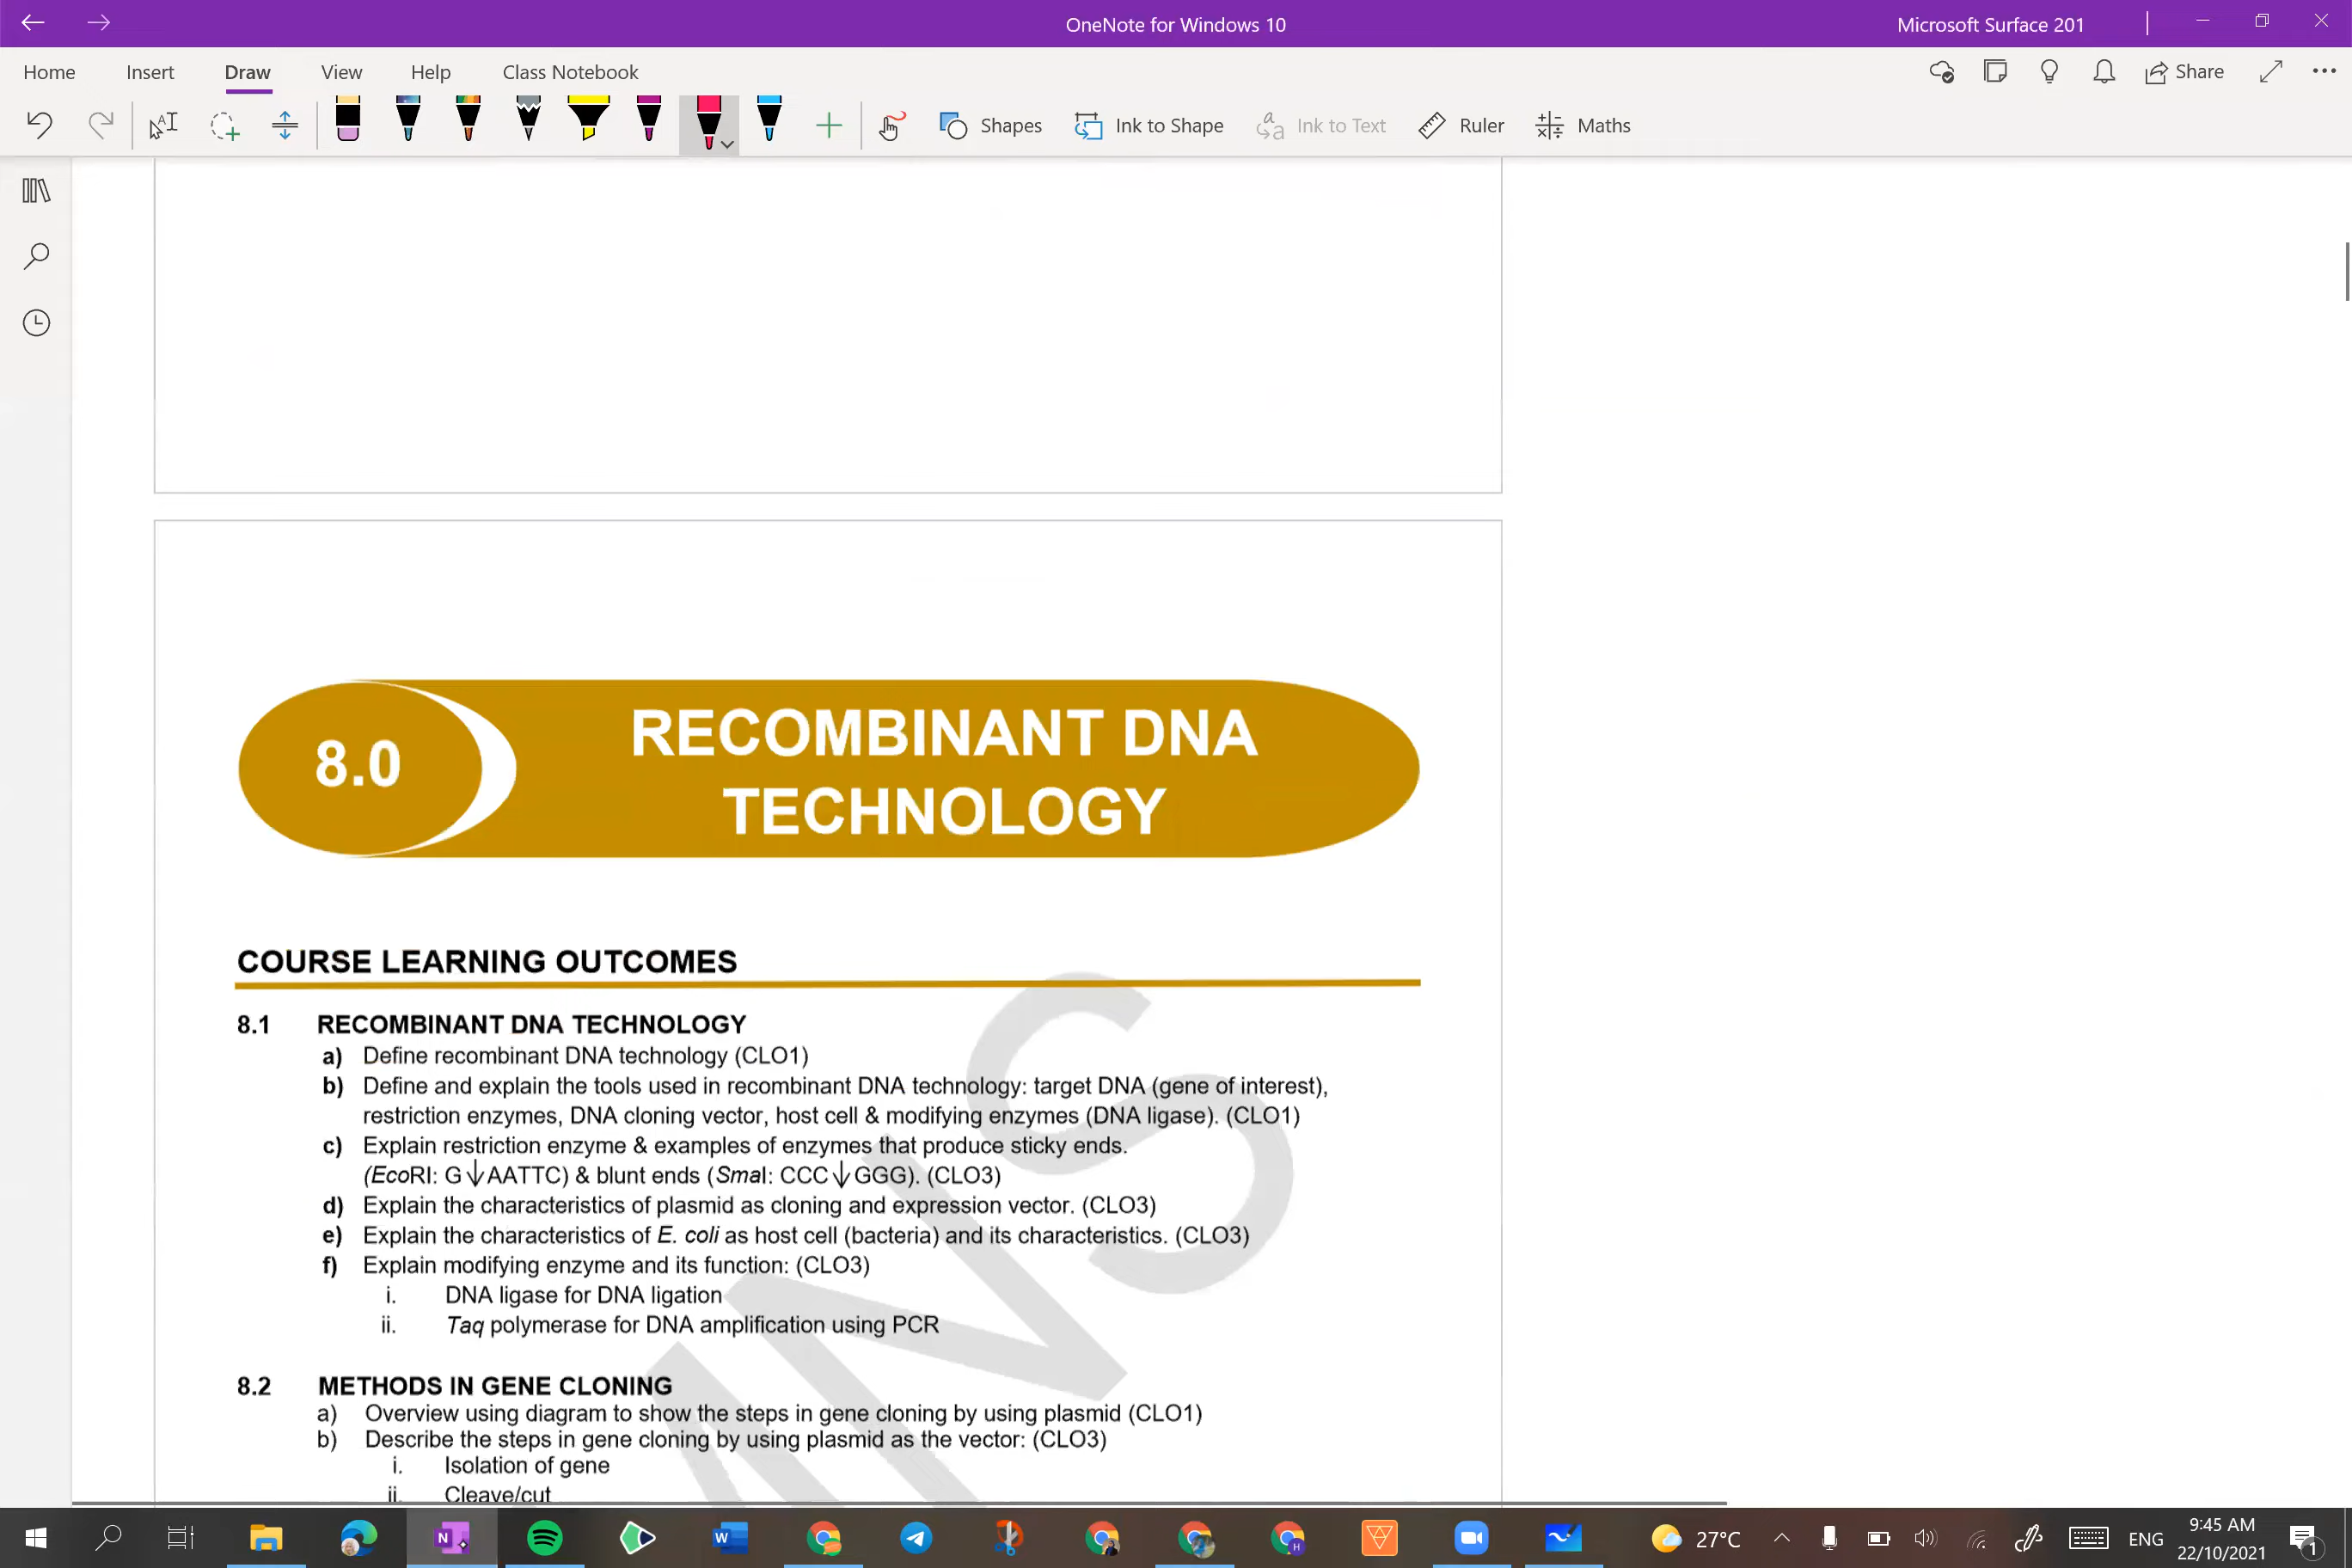 OneNote for Windows 10
Microsoft Surface 201
Home Insert Draw View Help Class Notebook
Share
Shapes Ink to Shape Ink to Text Ruler Maths
8.0
RECOMBINANT DNA
TECHNOLOGY
COURSE LEARNING OUTCOMES
8.1 RECOMBINANT DNA TECHNOLOGY
a) Define recombinant DNA technology (CLO1)
b) Define and explain the tools used in recombinant DNA technology: target DNA (gene of interest),
restriction enzymes, DNA cloning vector, host cell & modifying enzymes (DNA ligase). (CLO1)
c) Explain restriction enzyme & examples of enzymes that produce sticky ends.
(EcoRI: G↓AATTC) & blunt ends (SmaI: CCC↓GGG). (CLO3)
d) Explain the characteristics of plasmid as cloning and expression vector. (CLO3)
e) Explain the characteristics of E. coli as host cell (bacteria) and its characteristics. (CLO3)
f) Explain modifying enzyme and its function: (CLO3)
i. DNA ligase for DNA ligation
ii. Taq polymerase for DNA amplification using PCR
8.2 METHODS IN GENE CLONING
a) Overview using diagram to show the steps in gene cloning by using plasmid (CLO1)
b) Describe the steps in gene cloning by using plasmid as the vector: (CLO3)
i. Isolation of gene
ii. Cleave/cut
27°C
ENG
9:45 AM
22/10/2021
1